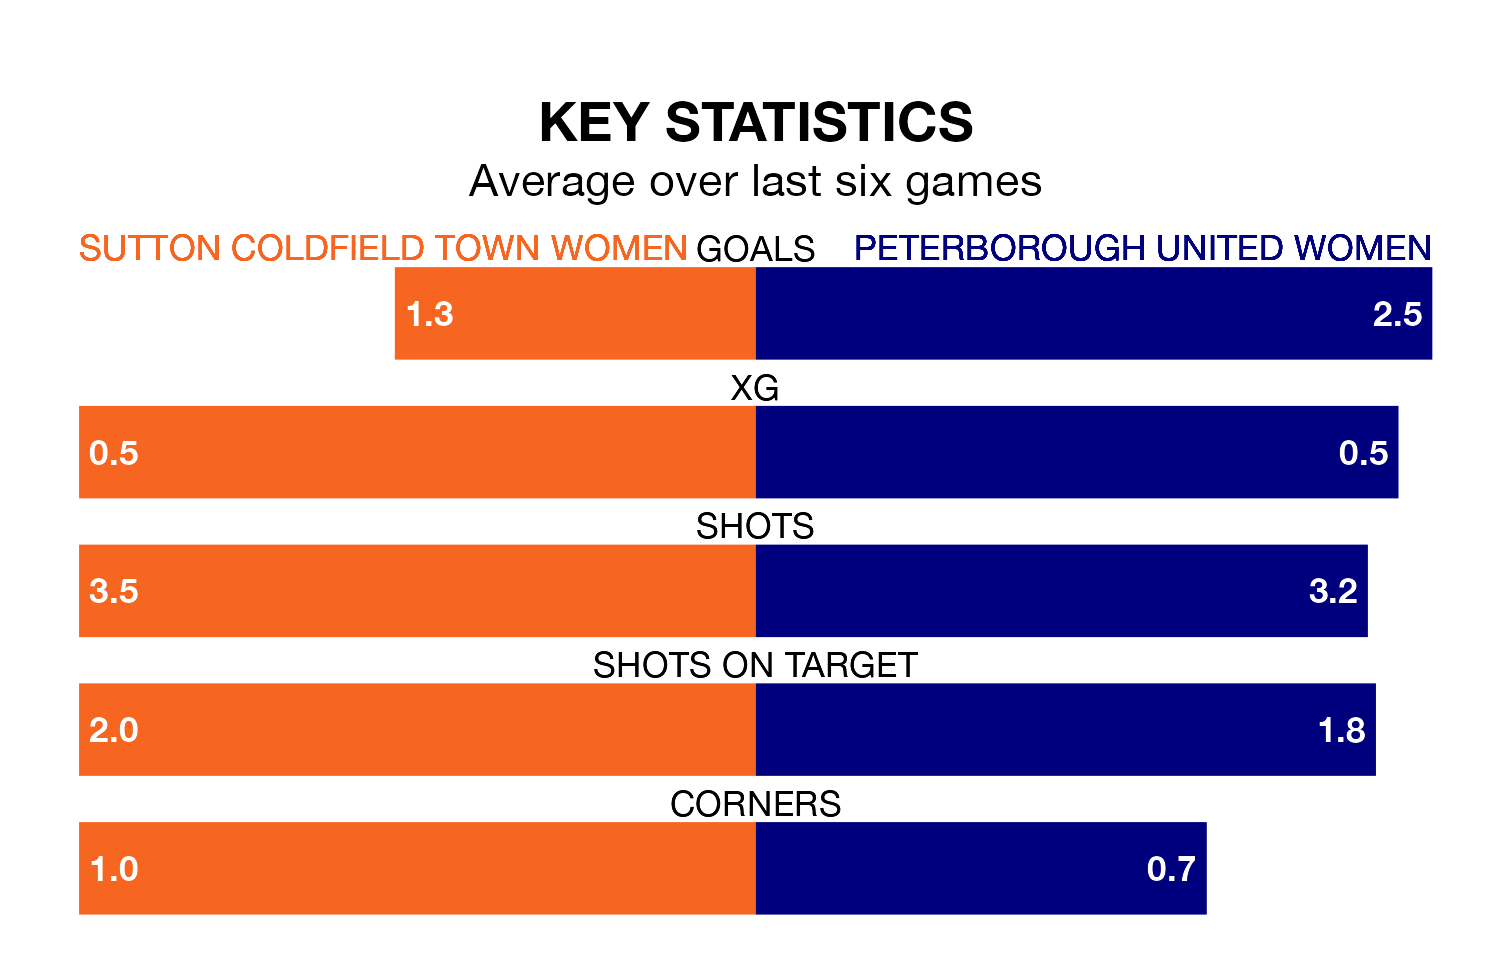 KEY STATISTICS
Average over last six games
SUTTON COLDFIELD TOWN WOMEN GOALS PETERBOROUGH UNITED WOMEN
1.3 2.5
XG
0.5 0.5
SHOTS
3.5 3.2
SHOTS ON TARGET
2.0 1.8
CORNERS
1.0 0.7